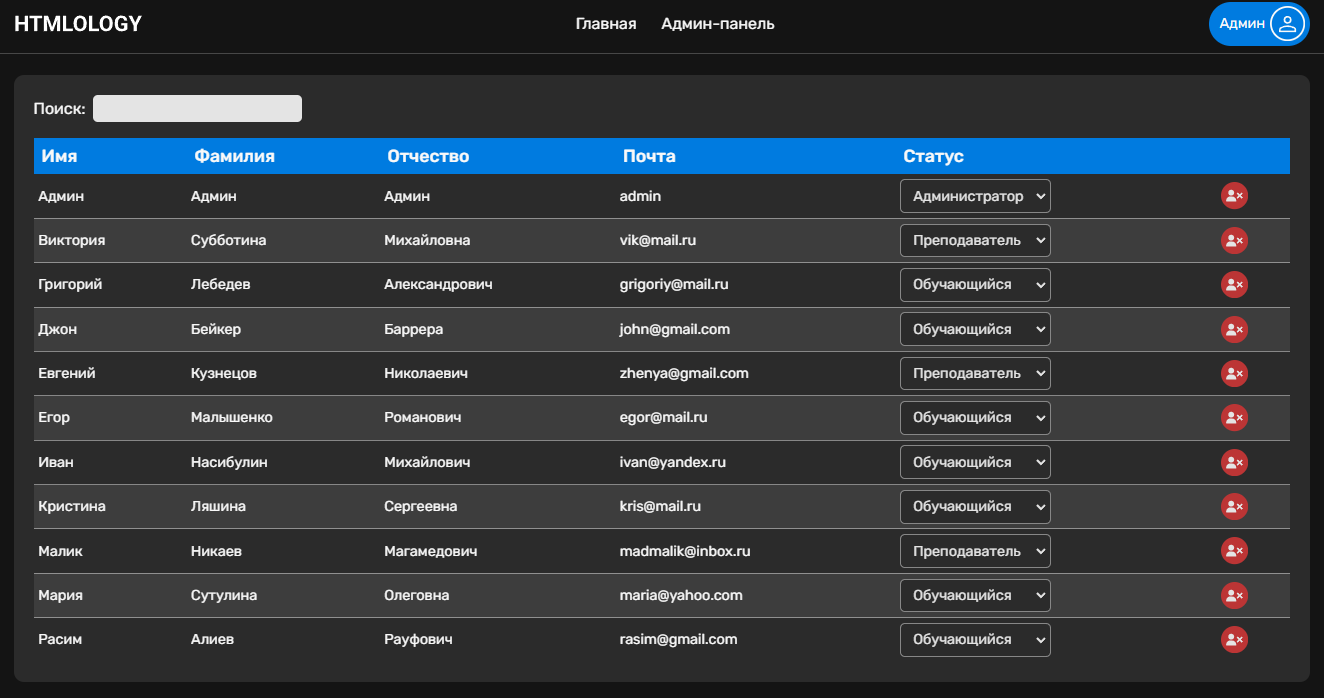 HTMLOLOGY Главная Админ-панель Админ
Поиск:
Имя Фамилия Отчество Почта Статус
Админ Админ Админ admin Администратор
Виктория Субботина Михайловна vik@mail.ru Преподаватель
Григорий Лебедев Александрович grigoriy@mail.ru Обучающийся
Джон Бейкер Баррера john@gmail.com Обучающийся
Евгений Кузнецов Николаевич zhenya@gmail.com Преподаватель
Егор Малышенко Романович egor@mail.ru Обучающийся
Иван Насибулин Михайлович ivan@yandex.ru Обучающийся
Кристина Ляшина Сергеевна kris@mail.ru Обучающийся
Малик Никаев Магамедович madmalik@inbox.ru Преподаватель
Мария Сутулина Олеговна maria@yahoo.com Обучающийся
Расим Алиев Рауфович rasim@gmail.com Обучающийся